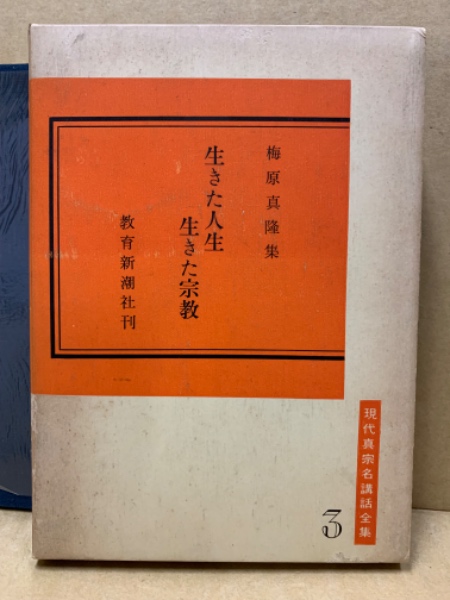 梅原真隆集
生きた人生
生きた宗教
教育新潮社刊
現代真宗名講話全集
3